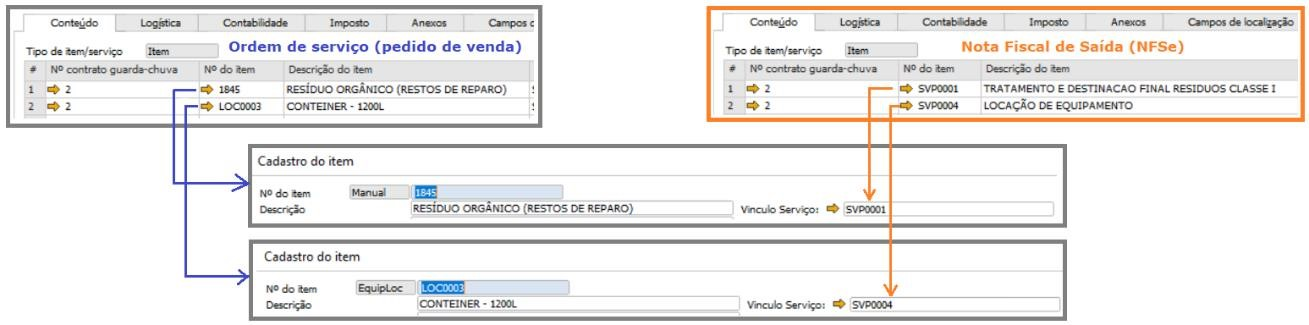 Conteúdo Logística Contabilidade Imposto Anexos Campos c
Tipo de item/serviço Item Ordem de serviço (pedido de venda)
# Nº contrato guarda-chuva Nº do item Descrição do item
1 2 1845 RESÍDUO ORGÂNICO (RESTOS DE REPARO)
2 2 LOC0003 CONTEINER - 1200L
Conteúdo Logística Contabilidade Imposto Anexos Campos de localização
Tipo de item/serviço Item Nota Fiscal de Saída (NFSe)
# Nº contrato guarda-chuva Nº do item Descrição do item
1 2 SVP0001 TRATAMENTO E DESTINACAO FINAL RESIDUOS CLASSE I
2 2 SVP0004 LOCAÇÃO DE EQUIPAMENTO
Cadastro do item
Nº do item Manual 1845
Descrição RESÍDUO ORGÂNICO (RESTOS DE REPARO) Vinculo Serviço: SVP0001
Cadastro do item
Nº do item EquipLoc LOC0003
Descrição CONTEINER - 1200L Vinculo Serviço: SVP0004